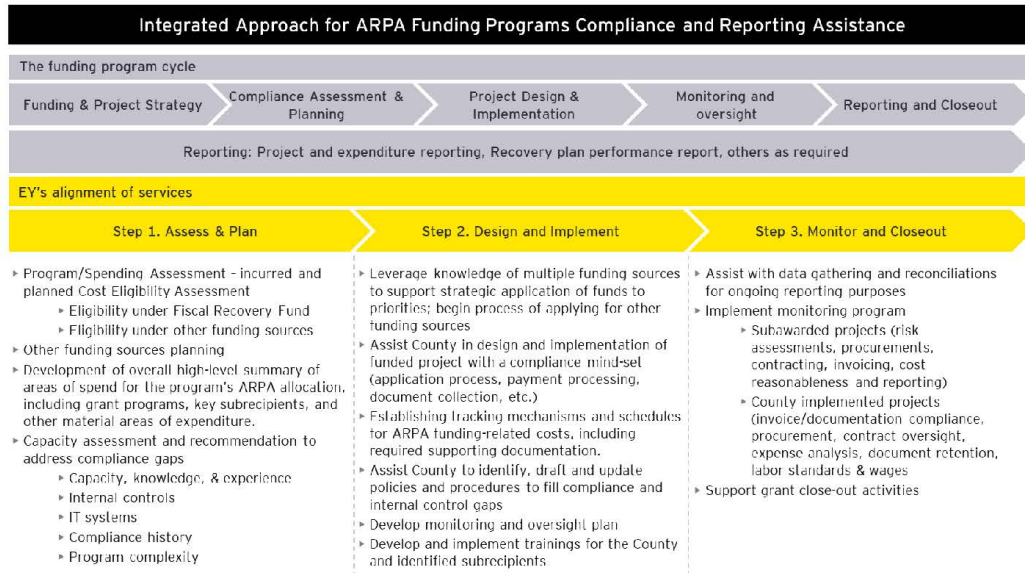 Integrated Approach for ARPA Funding Programs Compliance and Reporting Assistance
The funding program cycle
Funding & Project Strategy
Compliance Assessment &
Planning
Project Design &
Implementation
Monitoring and
oversight
Reporting and Closeout
Reporting: Project and expenditure reporting, Recovery plan performance report, others as required
EY's alignment of services
Step 1. Assess & Plan
Step 2. Design and Implement
Step 3. Monitor and Closeout
▸ Program/Spending Assessment - incurred and
planned Cost Eligibility Assessment
▸ Eligibility under Fiscal Recovery Fund
▸ Eligibility under other funding sources
▸ Other funding sources planning
▸ Development of overall high-level summary of
areas of spend for the program's ARPA allocation,
including grant programs, key subrecipients, and
other material areas of expenditure.
▸ Capacity assessment and recommendation to
address compliance gaps
▸ Capacity, knowledge, & experience
▸ Internal controls
▸ IT systems
▸ Compliance history
▸ Program complexity
▸ Leverage knowledge of multiple funding sources
to support strategic application of funds to
priorities; begin process of applying for other
funding sources
▸ Assist County in design and implementation of
funded project with a compliance mind-set
(application process, payment processing,
document collection, etc.)
▸ Establishing tracking mechanisms and schedules
for ARPA funding-related costs, including
required supporting documentation.
▸ Assist County to identify, draft and update
policies and procedures to fill compliance and
internal control gaps
▸ Develop monitoring and oversight plan
▸ Develop and implement trainings for the County
and identified subrecipients
▸ Assist with data gathering and reconciliations
for ongoing reporting purposes
▸ Implement monitoring program
▸ Subawarded projects (risk
assessments, procurements,
contracting, invoicing, cost
reasonableness and reporting)
▸ County implemented projects
(invoice/documentation compliance,
procurement, contract oversight,
expense analysis, document retention,
labor standards & wages
▸ Support grant close-out activities